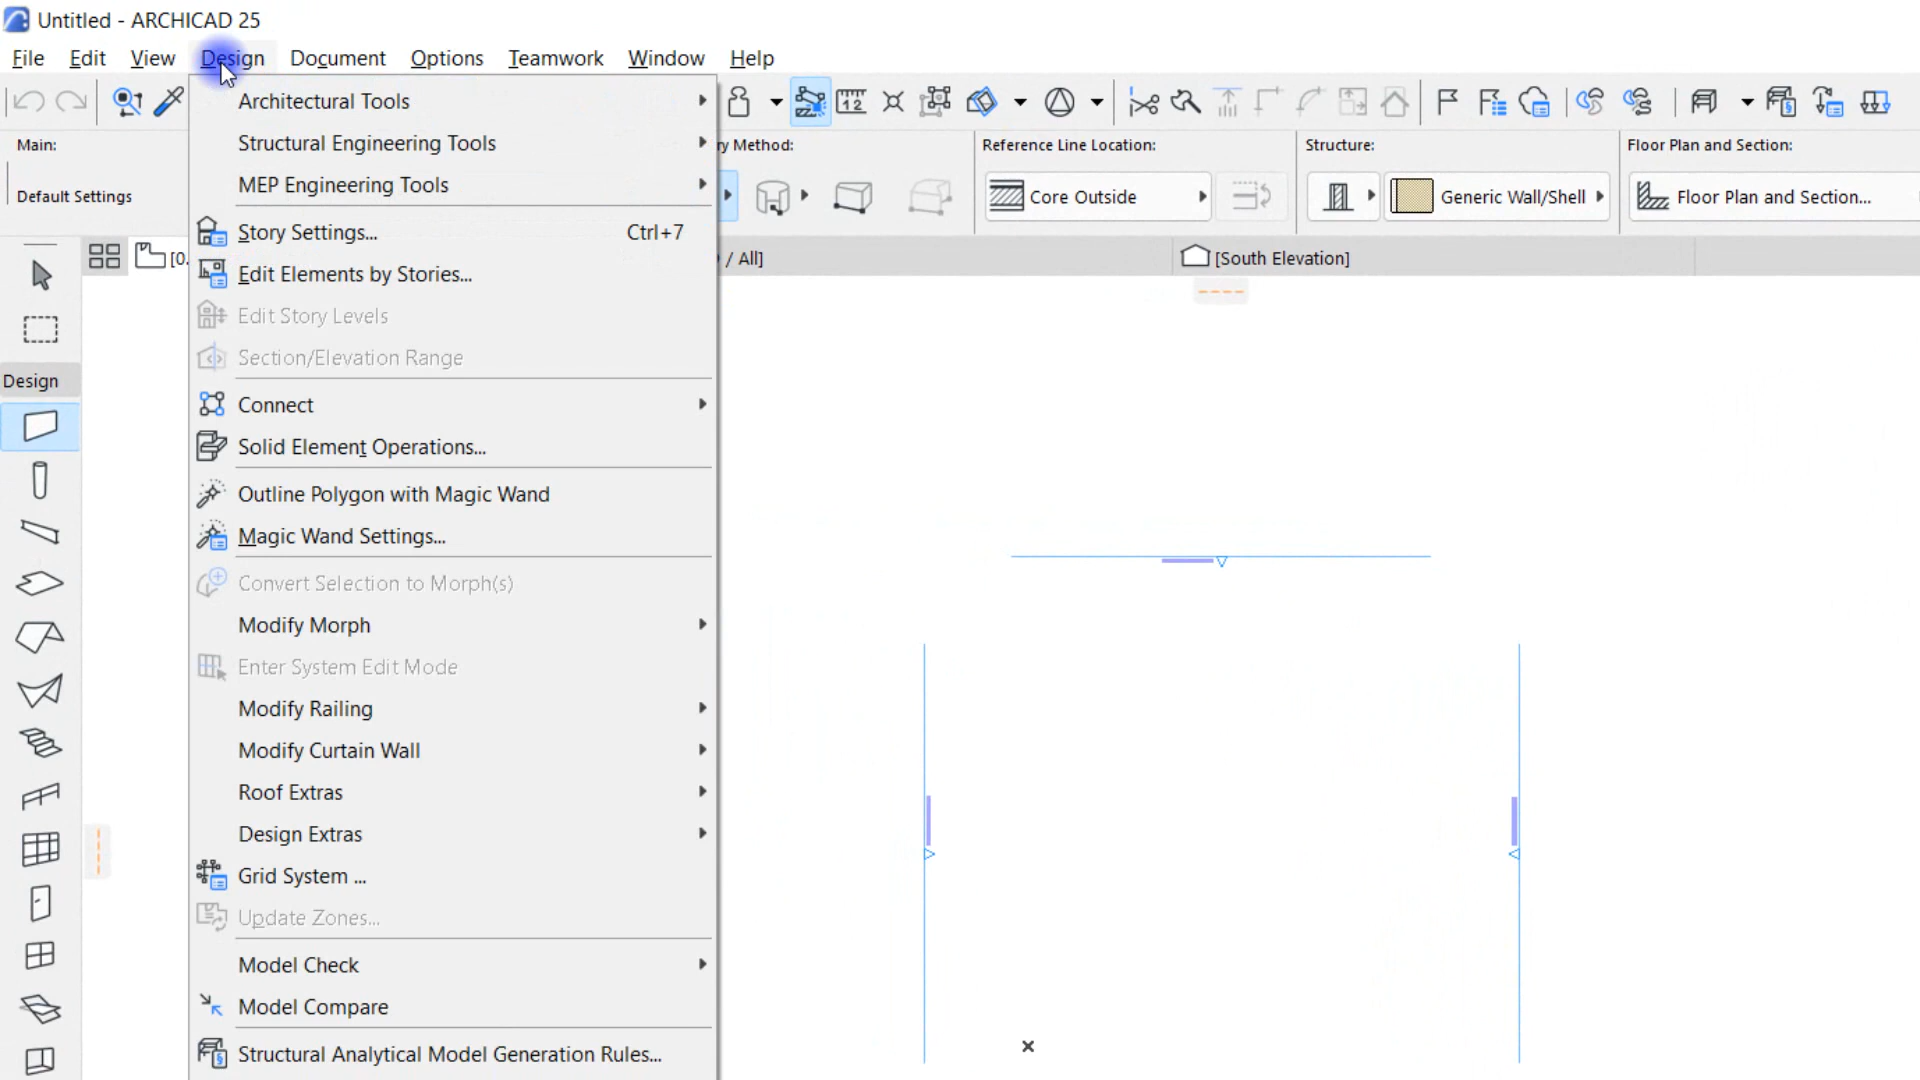 Untitled - ARCHICAD 25
File Edit View Design Document Options Teamwork Window Help
Main:
ry Method:
Reference Line Location:
Structure:
Floor Plan and Section:
Default Settings
Core Outside
Generic Wall/Shell
Floor Plan and Section...
[0.
/ All]
[South Elevation]
Design
Architectural Tools
Structural Engineering Tools
MEP Engineering Tools
Story Settings... Ctrl+7
Edit Elements by Stories...
Edit Story Levels
Section/Elevation Range
Connect
Solid Element Operations...
Outline Polygon with Magic Wand
Magic Wand Settings...
Convert Selection to Morph(s)
Modify Morph
Enter System Edit Mode
Modify Railing
Modify Curtain Wall
Roof Extras
Design Extras
Grid System ...
Update Zones...
Model Check
Model Compare
Structural Analytical Model Generation Rules...